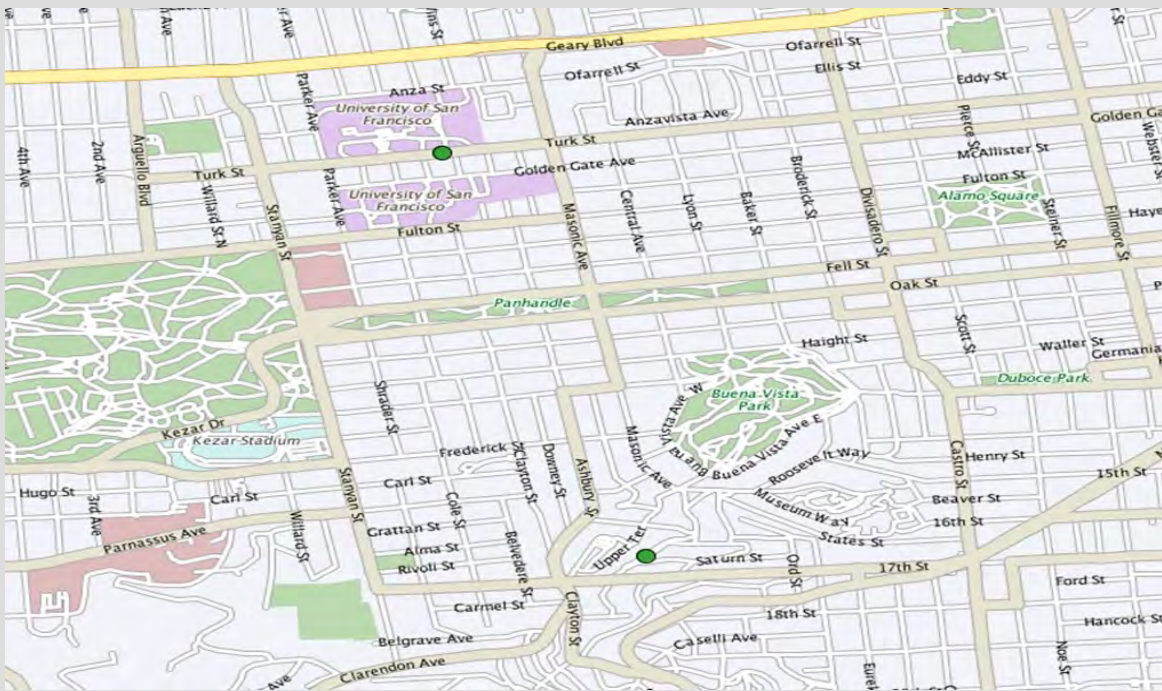 Geary Blvd
Ofarrell St
Ofarrell St
Ellis St
Eddy St
Anza St
Parker Ave
University of San
Francisco
Anzavista Ave
Pierce St
Golden Ga
Turk St
Arguello Blvd
4th Ave
2nd Ave
Webster St
McAllister St
Golden Gate Ave
Turk St
Fulton St
Parker Ave
University of San
Francisco
Willard St N
Stanyan St
Central Ave
Lyon St
Baker St
Broderick St
Divisadero St
Alamo Square
Steiner St
Fillmore St
Haye
Masonic Ave
Fulton St
Fell St
Oak St
Panhandle
Haight St
Scott St
Waller St
Germania
Duboce Park
Shrader St
Buena Vista Ave W
Buena Vista
Park
Kezar Dr
Kezar Stadium
Buena Vista Ave E
Frederick St
Clayton St
Downey St
Ashbury St
Masonic Ave
Roosevelt Way
Castro St
Henry St
15th St
Hugo St
3rd Ave
Carl St
Carl St
Stanyan St
Cole St
Museum Way
Beaver St
16th St
States St
Parnassus Ave
Willard St
Grattan St
Alma St
Rivoli St
Belvedere St
Upper Ter
Saturn St
Ord St
17th St
Ford St
Carmel St
Clayton St
18th St
Hancock St
Belgrave Ave
Caselli Ave
Noe St
Clarendon Ave
Eurek
Ave